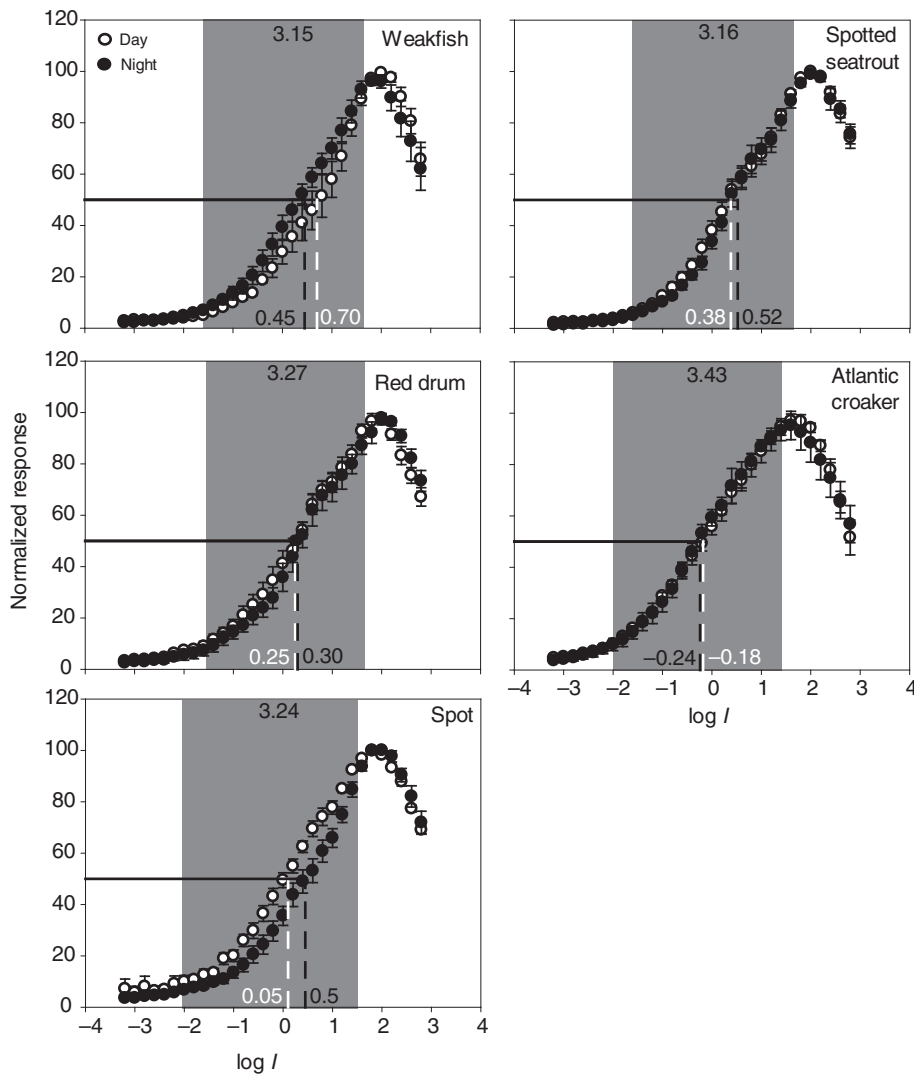 120
100
80
60
40
20
0
Day
Night
3.15
Weakfish
0.45
0.70
3.16
Spotted
seatrout
0.38
0.52
Normalized response
120
100
80
60
40
20
0
3.27
Red drum
0.25
0.30
3.43
Atlantic
croaker
−0.24
−0.18
−4 −3 −2 −1 0 1 2 3 4
log I
120
100
80
60
40
20
0
3.24
Spot
0.05
0.5
−4 −3 −2 −1 0 1 2 3 4
log I